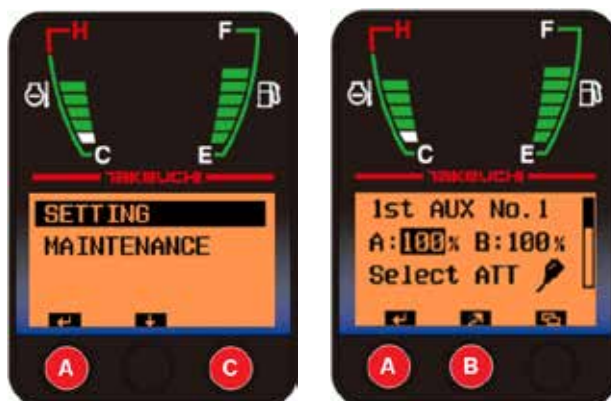 H F
C E
TAKEUCHI
SETTING
MAINTENANCE
A C
H F
C E
TAKEUCHI
1st AUX No.1
A:100% B:100%
Select ATT
A B